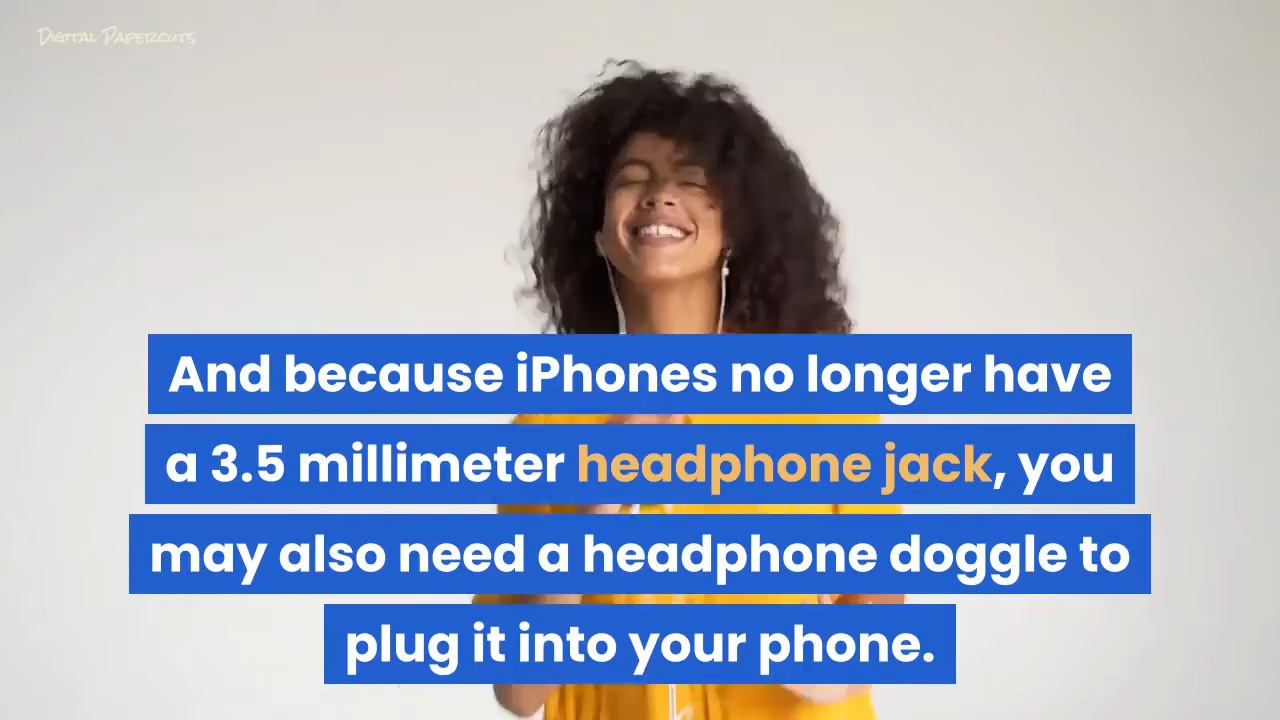 Digital Papercuts
And because iPhones no longer have
a 3.5 millimeter headphone jack, you
may also need a headphone doggle to
plug it into your phone.